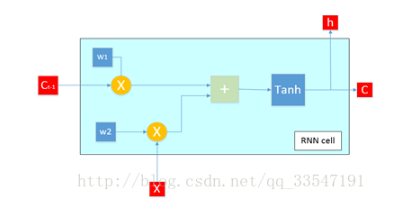 h
w1
Ct-1
X
+
Tanh
C
w2
X
RNN cell
X
http://blog.csdn.net/qq_33547191